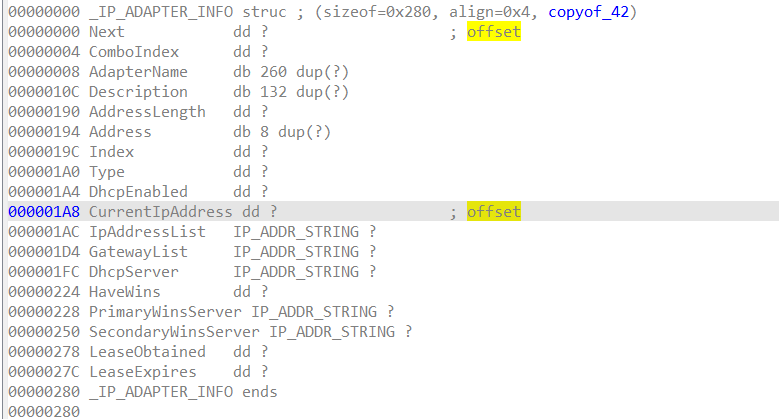 00000000 _IP_ADAPTER_INFO struc ; (sizeof=0x280, align=0x4, copyof_42)
00000000 Next            dd ?                   ; offset
00000004 ComboIndex      dd ?
00000008 AdapterName     db 260 dup(?)
0000010C Description     db 132 dup(?)
00000190 AddressLength   dd ?
00000194 Address         db 8 dup(?)
0000019C Index           dd ?
000001A0 Type            dd ?
000001A4 DhcpEnabled     dd ?
000001A8 CurrentIpAddress dd ?                   ; offset
000001AC IpAddressList   IP_ADDR_STRING ?
000001D4 GatewayList     IP_ADDR_STRING ?
000001FC DhcpServer      IP_ADDR_STRING ?
00000224 HaveWins        dd ?
00000228 PrimaryWinsServer IP_ADDR_STRING ?
00000250 SecondaryWinsServer IP_ADDR_STRING ?
00000278 LeaseObtained   dd ?
0000027C LeaseExpires    dd ?
00000280 _IP_ADAPTER_INFO ends
00000280